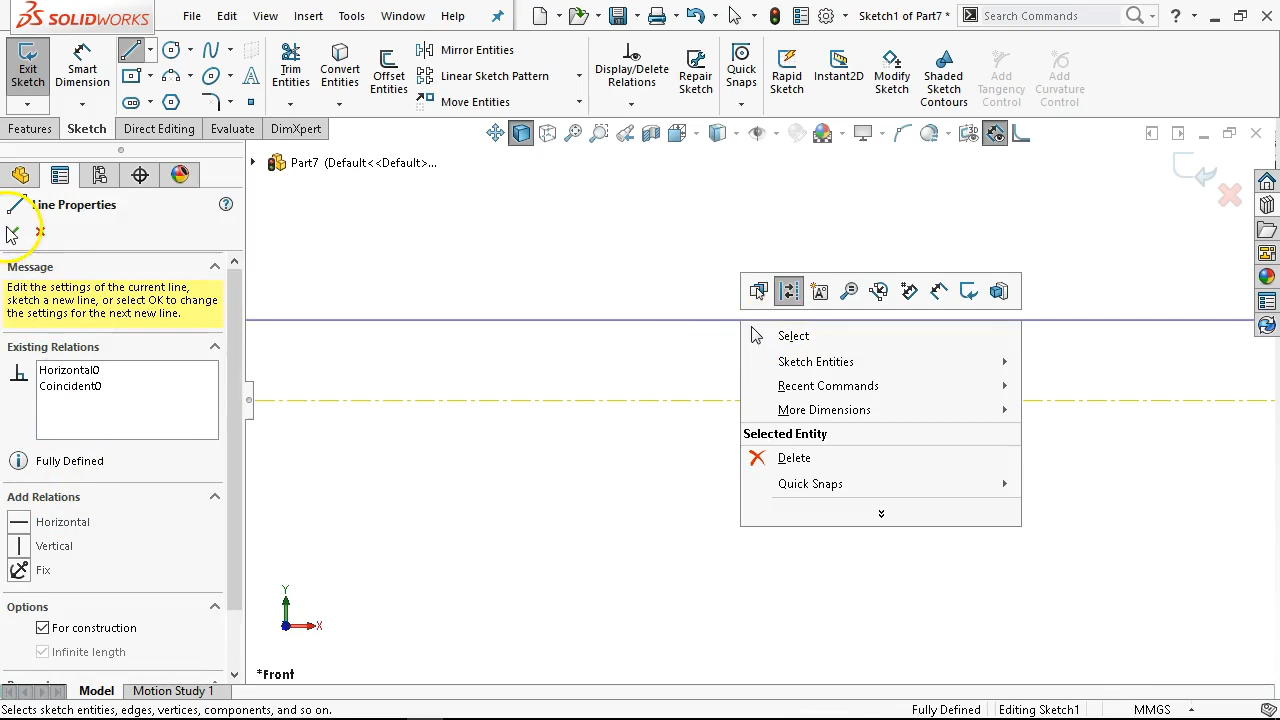 SOLIDWORKS
File Edit View Insert Tools Window Help
Sketch1 of Part7 *
Search Commands
Exit Sketch
Smart Dimension
Trim Entities
Convert Entities
Offset Entities
Mirror Entities
Linear Sketch Pattern
Move Entities
Display/Delete Relations
Repair Sketch
Quick Snaps
Rapid Sketch
Instant2D
Modify Sketch
Shaded Sketch Contours
Add Tangency Control
Add Curvature Control
Features Sketch Direct Editing Evaluate DimXpert
Part7 (Default<<Default>...
Line Properties
Message
Edit the settings of the current line,
sketch a new line, or select OK to change
the settings for the next new line.
Existing Relations
Horizontal0
Coincident0
Fully Defined
Add Relations
Horizontal
Vertical
Fix
Options
For construction
Infinite length
Select
Sketch Entities
Recent Commands
More Dimensions
Selected Entity
Delete
Quick Snaps
Y
X
*Front
Model Motion Study 1
Selects sketch entities, edges, vertices, components, and so on.
Fully Defined Editing Sketch1 MMGS